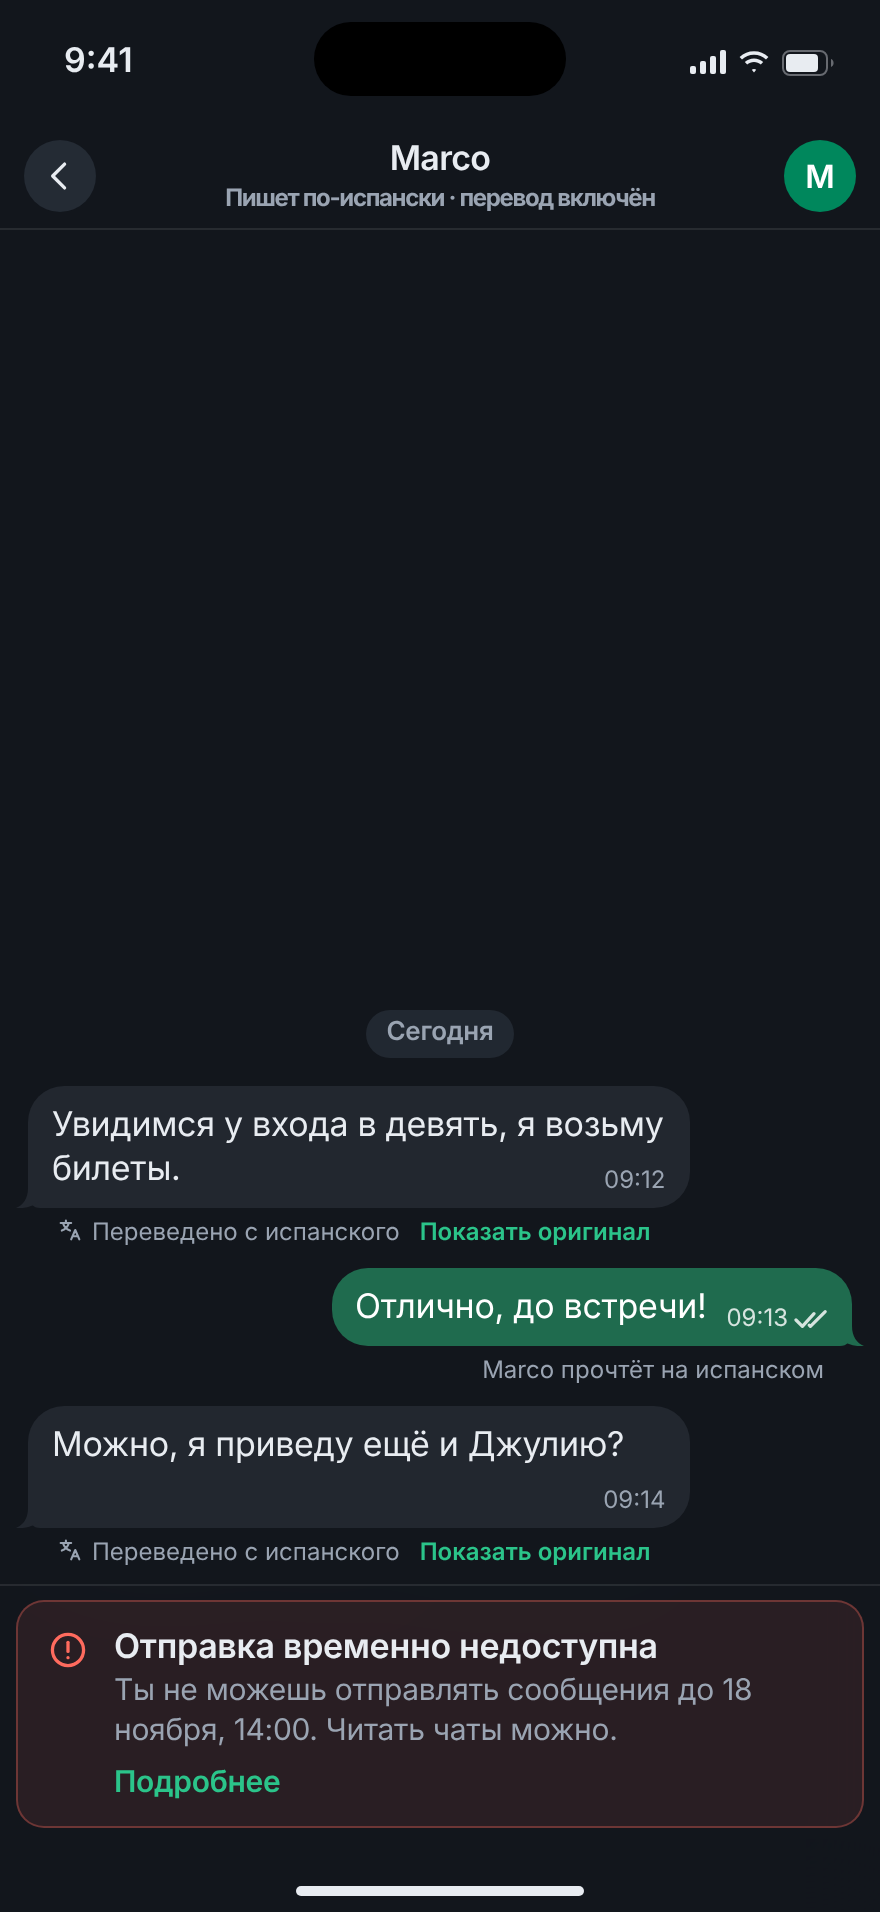 9:41
Marco
Пишет по-испански · перевод включён
M
Сегодня
Увидимся у входа в девять, я возьму
билеты.
09:12
Переведено с испанского Показать оригинал
Отлично, до встречи! 09:13
Marco прочтёт на испанском
Можно, я приведу ещё и Джулию?
09:14
Переведено с испанского Показать оригинал
Отправка временно недоступна
Ты не можешь отправлять сообщения до 18
ноября, 14:00. Читать чаты можно.
Подробнее